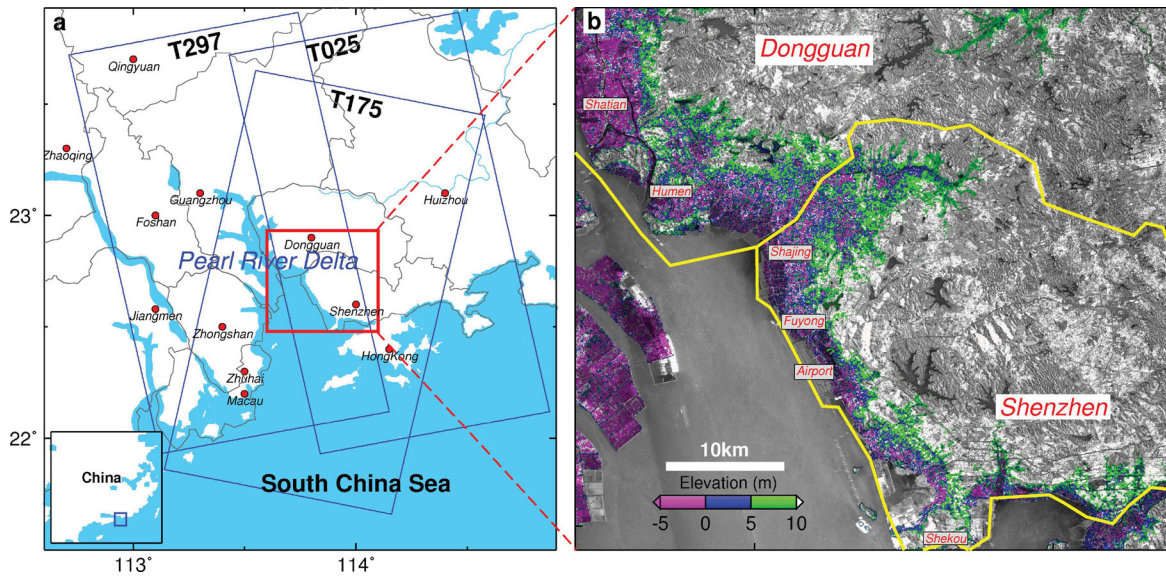 a
T297
T025
T175
Qingyuan
Zhaoqing
Guangzhou
Foshan
Huizhou
Dongguan
Pearl River Delta
Jiangmen
Zhongshan
Shenzhen
HongKong
Zhuhai
Macau
South China Sea
China
23°
22°
113°
114°
b
Dongguan
Shatian
Humen
Shajing
Fuyong
Airport
Shenzhen
10km
Elevation (m)
-5 0 5 10
Shekou